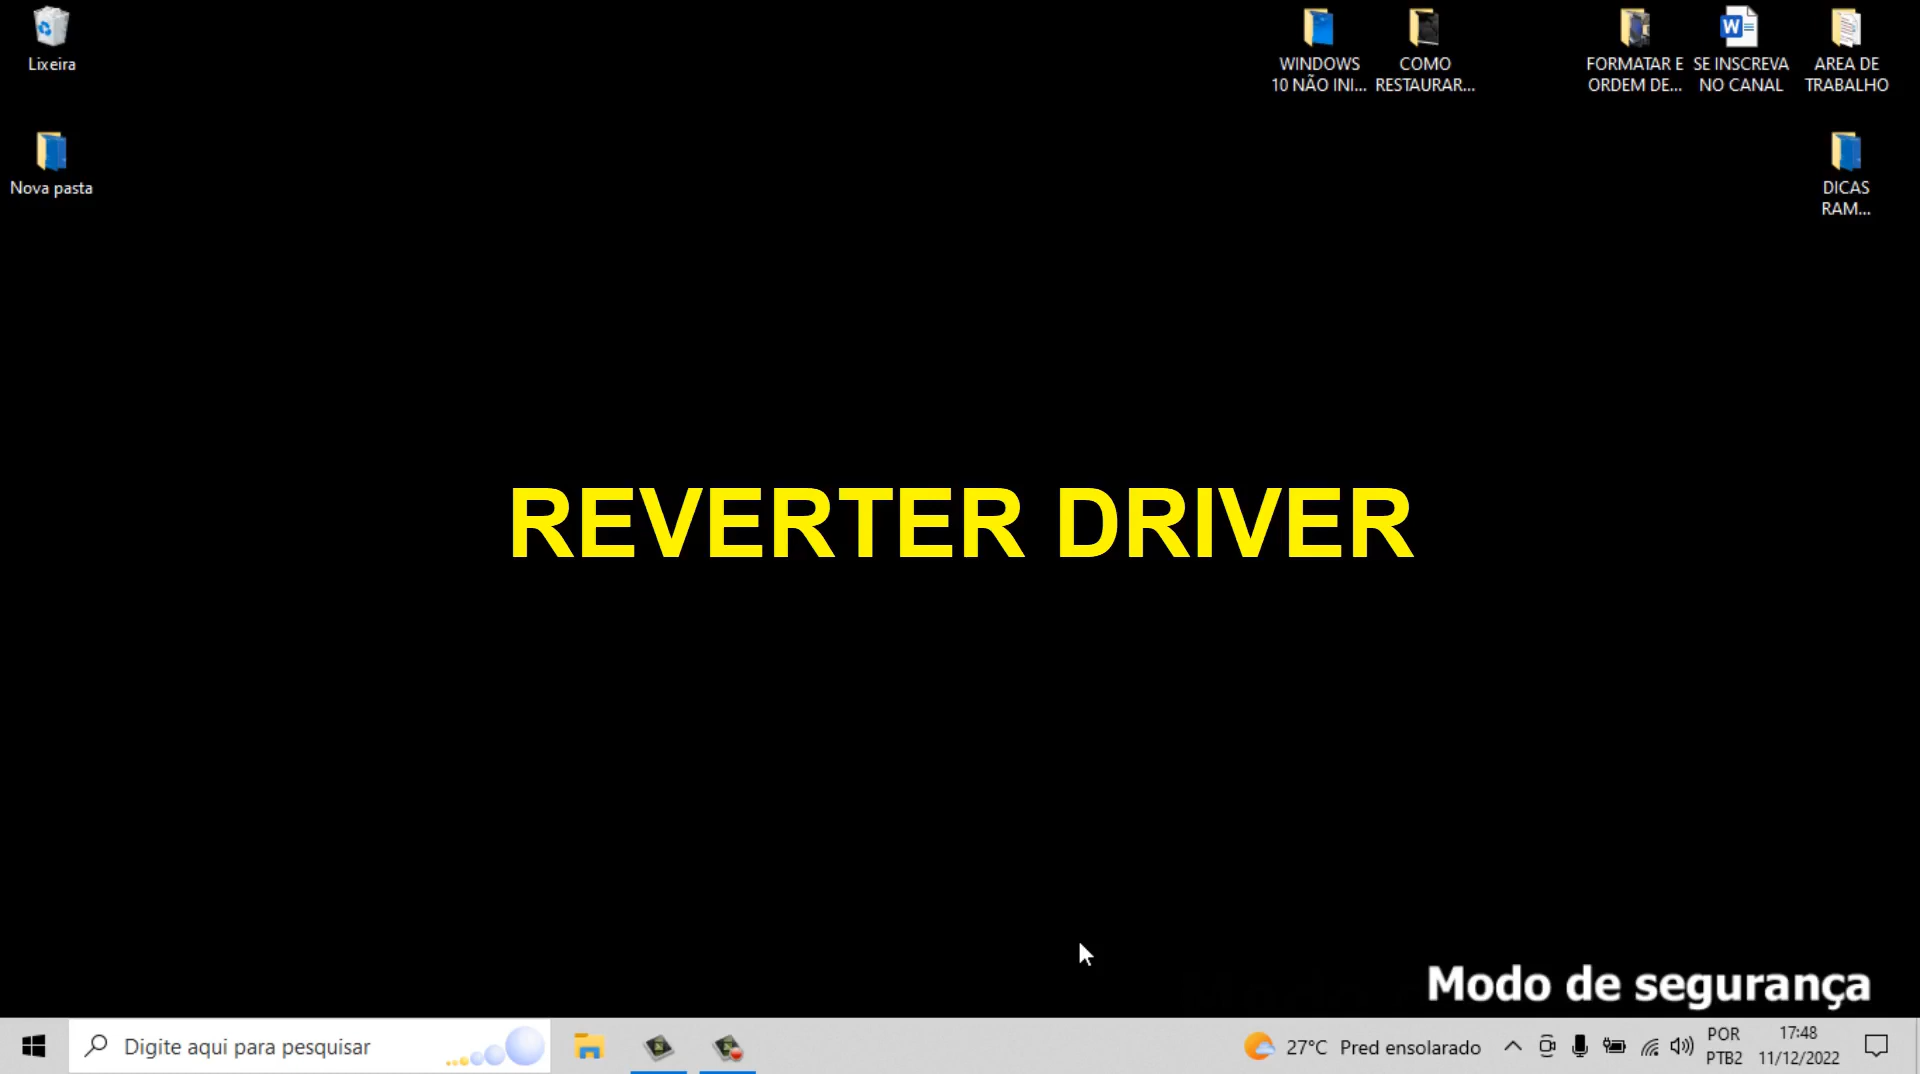 Lixeira
Nova pasta
WINDOWS
10 NÃO INI...
COMO
RESTAURAR...
FORMATAR E
ORDEM DE...
SE INSCREVA
NO CANAL
AREA DE
TRABALHO
DICAS
RAM...
REVERTER DRIVER
Modo de segurança
Digite aqui para pesquisar
27°C Pred ensolarado
POR
PTB2
17:48
11/12/2022